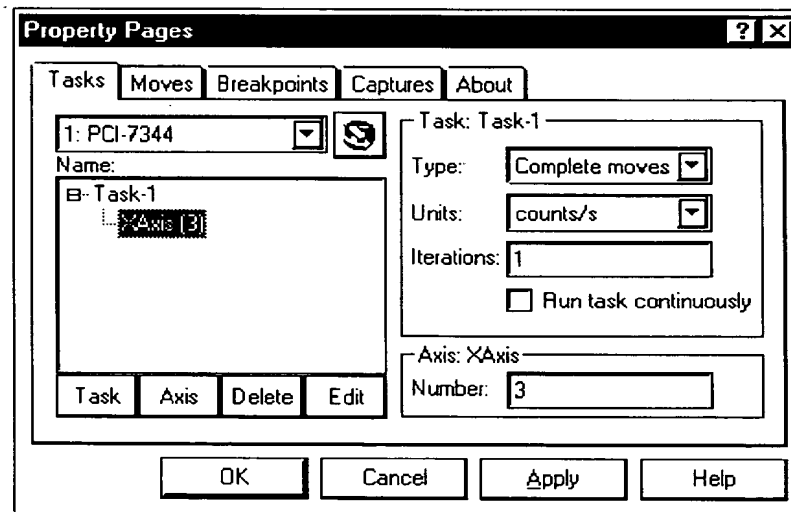 Property Pages
? X
Tasks Moves Breakpoints Captures About
1: PCI-7344
Name:
Task-1
XAxis [3]
Task Axis Delete Edit
Task: Task-1
Type: Complete moves
Units: counts/s
Iterations: 1
Run task continuously
Axis: XAxis
Number: 3
OK Cancel Apply Help